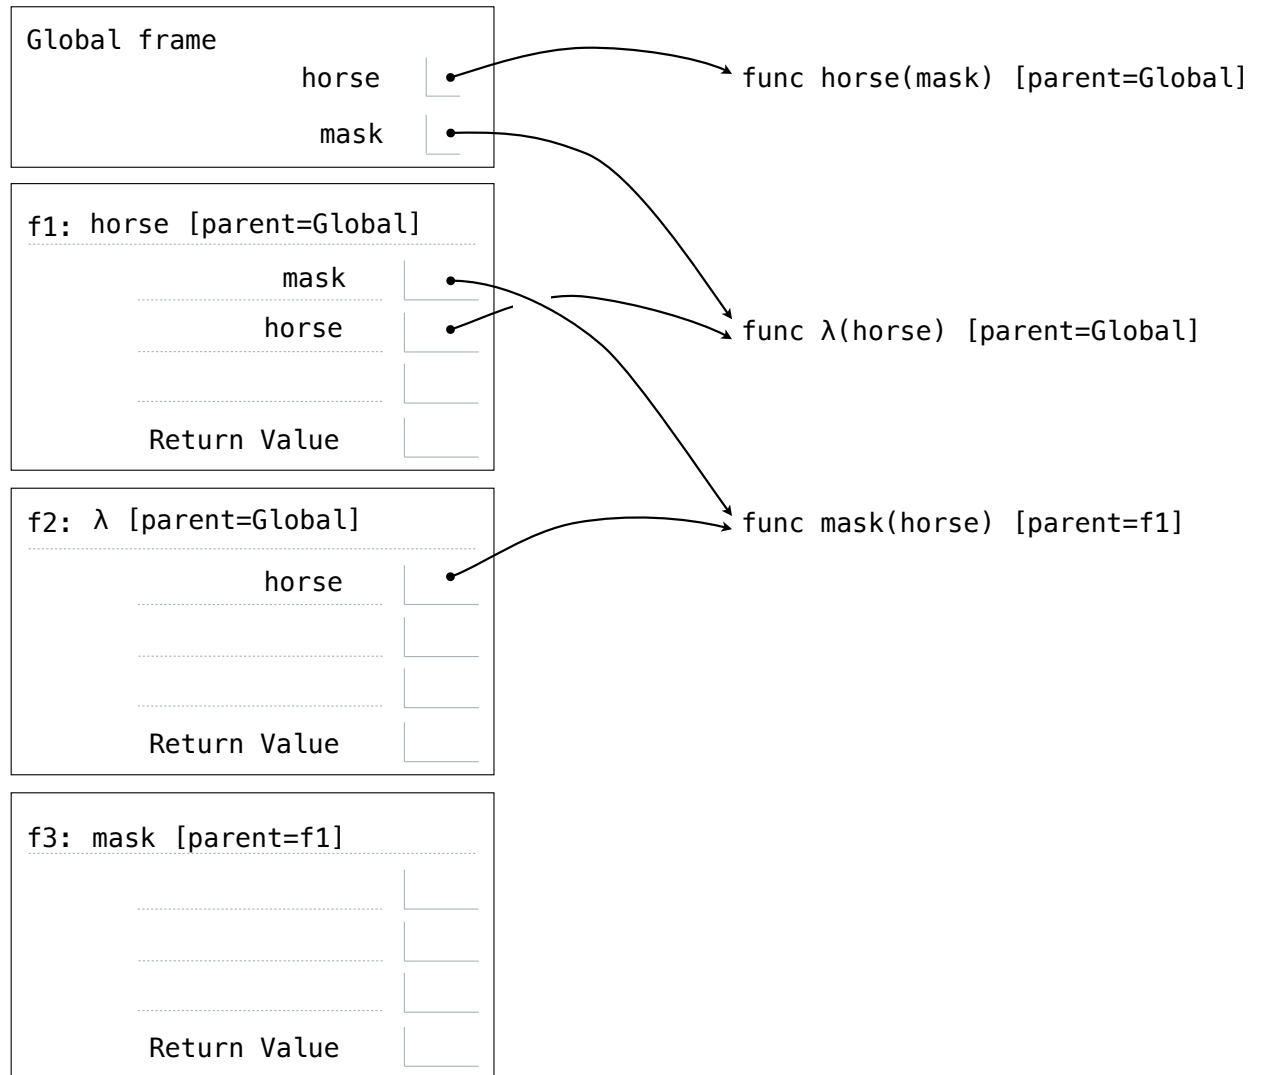 Global frame
horse
func horse(mask) [parent=Global]
mask
f1: horse [parent=Global]
mask
horse
func λ(horse) [parent=Global]
Return Value
f2: λ [parent=Global]
func mask(horse) [parent=f1]
horse
Return Value
f3: mask [parent=f1]
Return Value